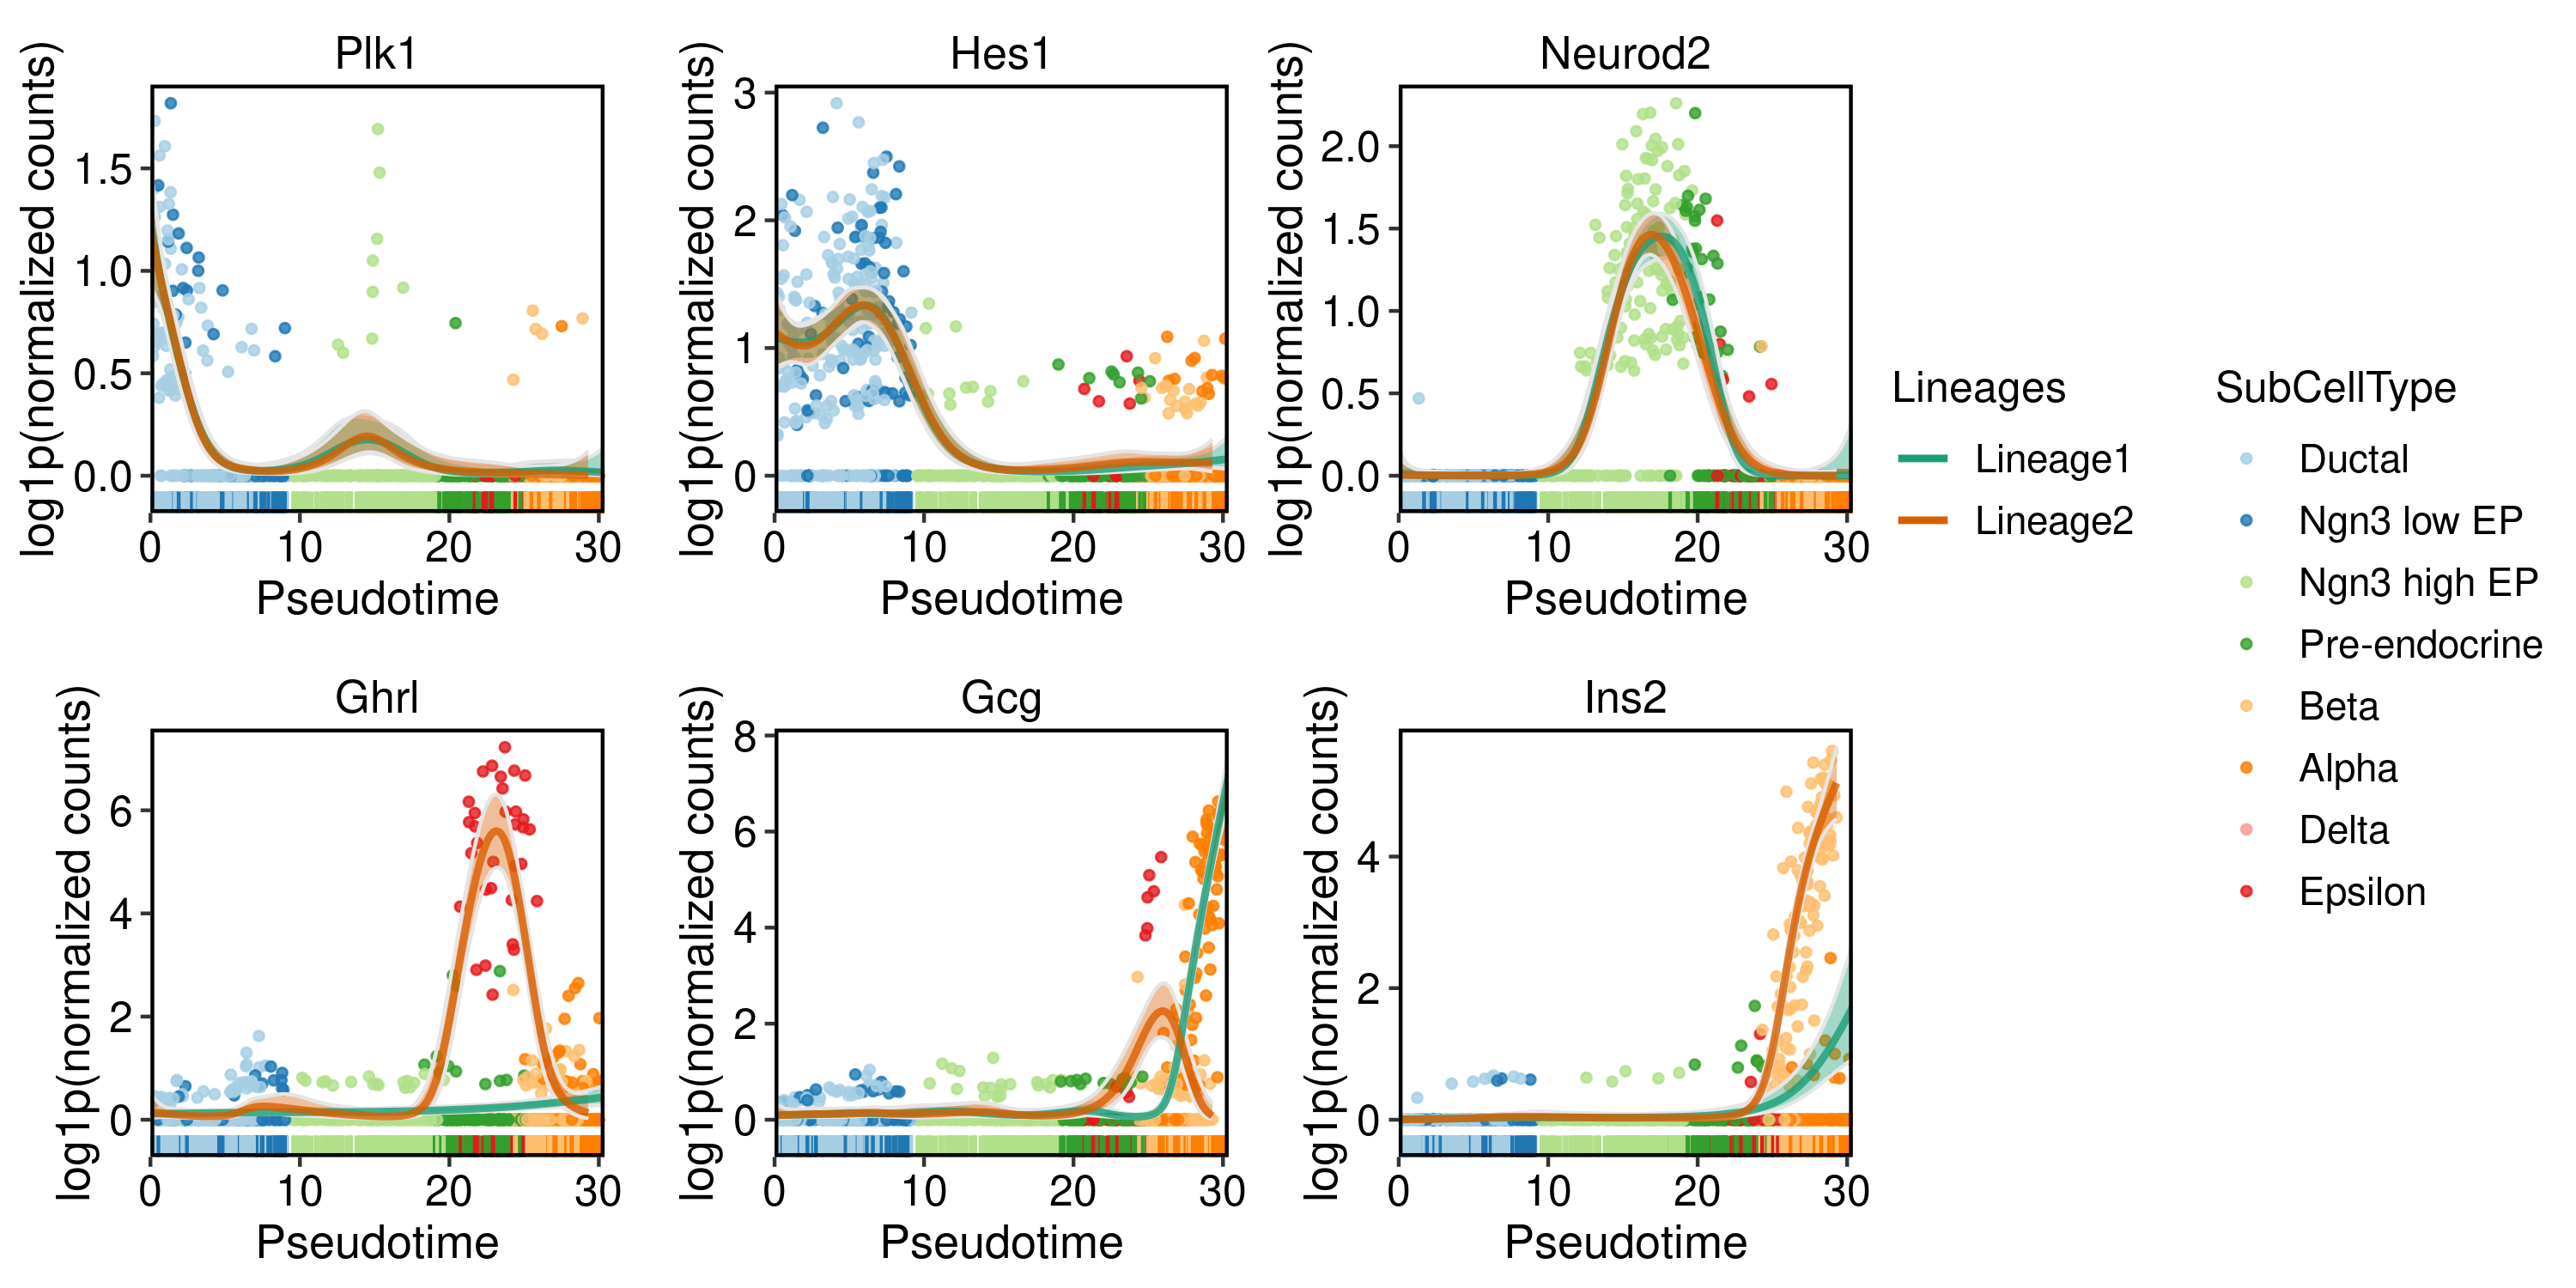 Plk1
log1p(normalized counts)
1.5
1.0
0.5
0.0
0 10 20 30
Pseudotime
Hes1
log1p(normalized counts)
3
2
1
0
0 10 20 30
Pseudotime
Neurod2
log1p(normalized counts)
2.0
1.5
1.0
0.5
0.0
0 10 20 30
Pseudotime
Ghrl
log1p(normalized counts)
6
4
2
0
0 10 20 30
Pseudotime
Gcg
log1p(normalized counts)
8
6
4
2
0
0 10 20 30
Pseudotime
Ins2
log1p(normalized counts)
4
2
0
0 10 20 30
Pseudotime
Lineages
Lineage1
Lineage2
SubCellType
Ductal
Ngn3 low EP
Ngn3 high EP
Pre-endocrine
Beta
Alpha
Delta
Epsilon